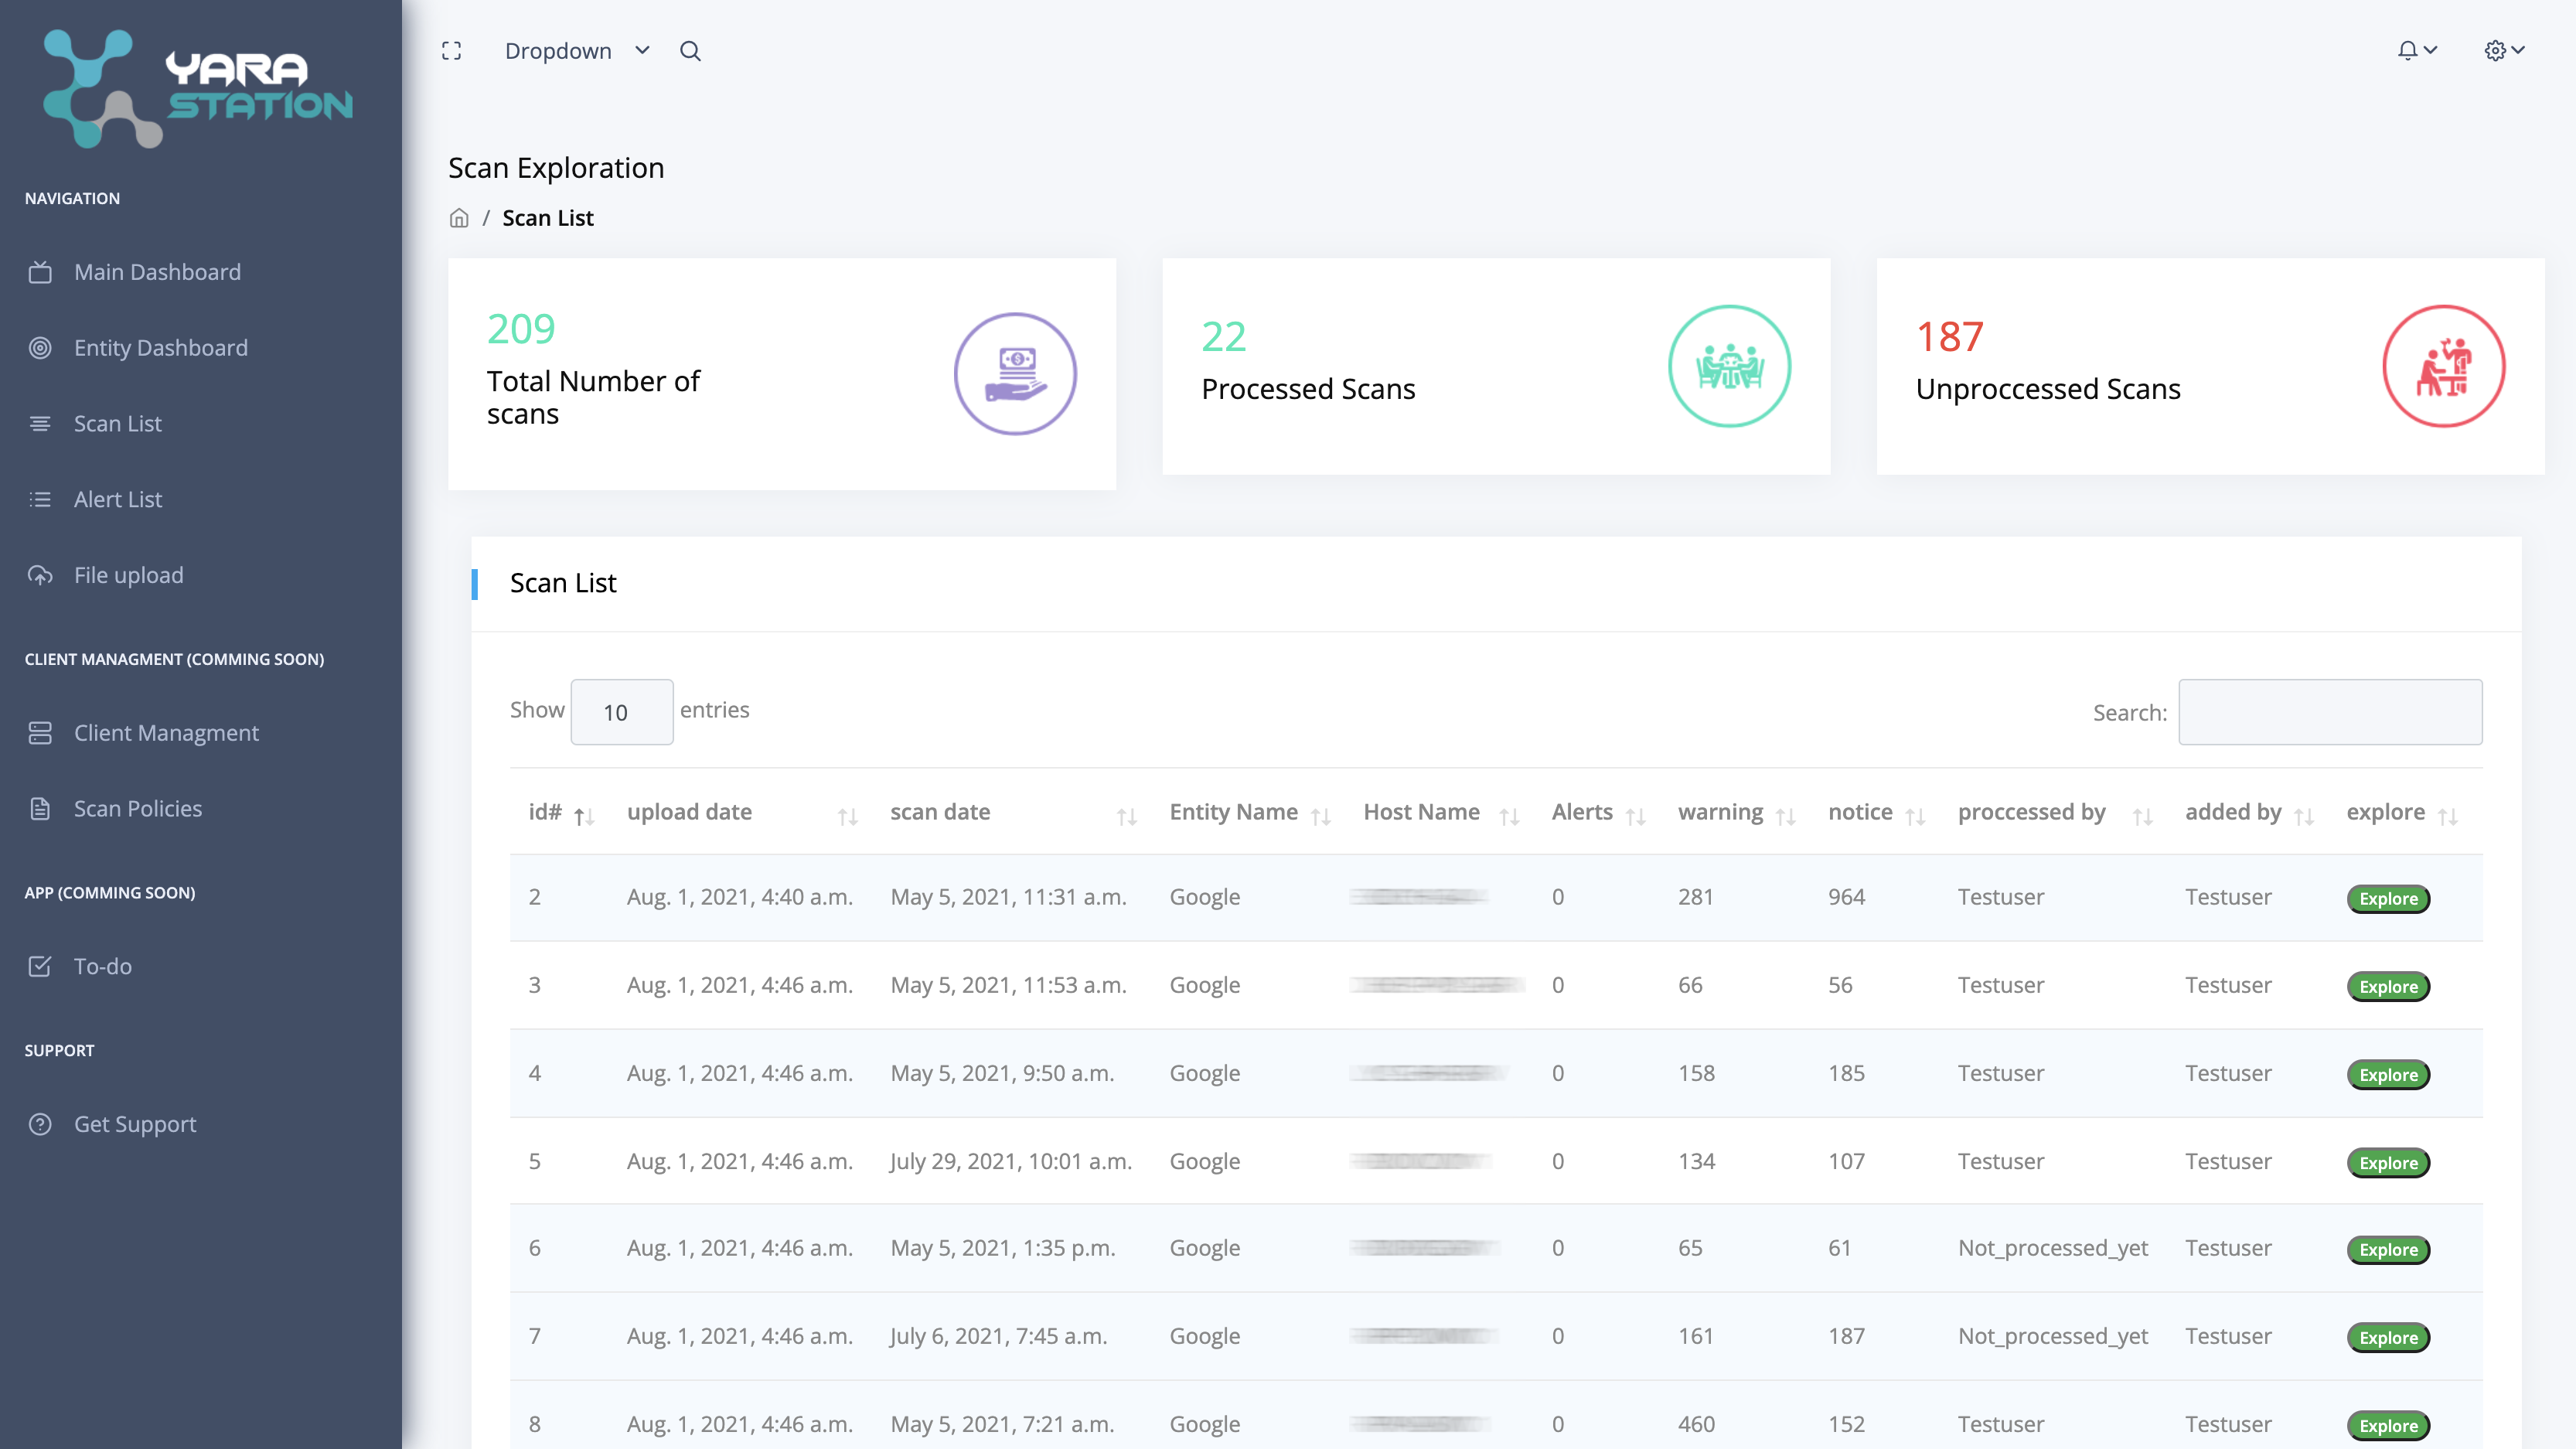 YARA
STATION
NAVIGATION
Main Dashboard
Entity Dashboard
Scan List
Alert List
File upload
CLIENT MANAGMENT (COMMING SOON)
Client Managment
Scan Policies
APP (COMMING SOON)
To-do
SUPPORT
Get Support
Dropdown
Scan Exploration
/ Scan List
209
Total Number of
scans
22
Processed Scans
187
Unproccessed Scans
Scan List
Show 10 entries
Search:
id# upload date scan date Entity Name Host Name Alerts warning notice proccessed by added by explore
2 Aug. 1, 2021, 4:40 a.m. May 5, 2021, 11:31 a.m. Google 0 281 964 Testuser Testuser Explore
3 Aug. 1, 2021, 4:46 a.m. May 5, 2021, 11:53 a.m. Google 0 66 56 Testuser Testuser Explore
4 Aug. 1, 2021, 4:46 a.m. May 5, 2021, 9:50 a.m. Google 0 158 185 Testuser Testuser Explore
5 Aug. 1, 2021, 4:46 a.m. July 29, 2021, 10:01 a.m. Google 0 134 107 Testuser Testuser Explore
6 Aug. 1, 2021, 4:46 a.m. May 5, 2021, 1:35 p.m. Google 0 65 61 Not_processed_yet Testuser Explore
7 Aug. 1, 2021, 4:46 a.m. July 6, 2021, 7:45 a.m. Google 0 161 187 Not_processed_yet Testuser Explore
8 Aug. 1, 2021, 4:46 a.m. May 5, 2021, 7:21 a.m. Google 0 460 152 Testuser Testuser Explore